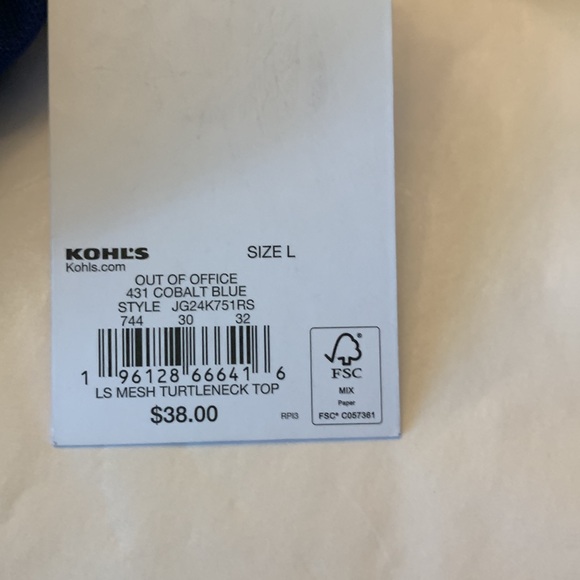 KOHL'S SIZE L
Kohls.com
OUT OF OFFICE
431 COBALT BLUE
STYLE JG24K751RS
744 30 32
1 96128 66641 6
LS MESH TURTLENECK TOP
$38.00
RPI3
FSC
MIX
Paper
FSC® C057361